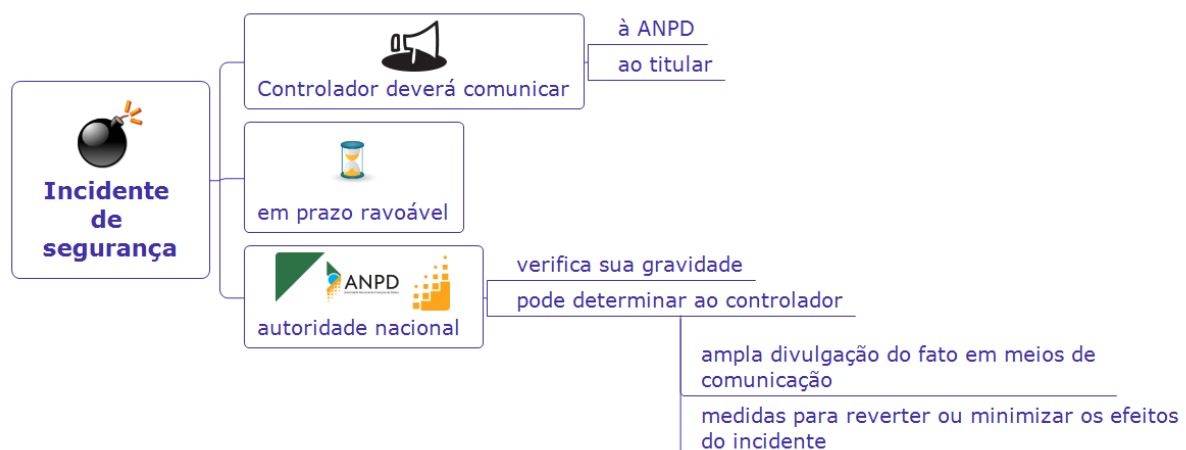 Incidente
de
segurança
Controlador deverá comunicar
à ANPD
ao titular
em prazo ravoável
ANPD
autoridade nacional
verifica sua gravidade
pode determinar ao controlador
ampla divulgação do fato em meios de
comunicação
medidas para reverter ou minimizar os efeitos
do incidente